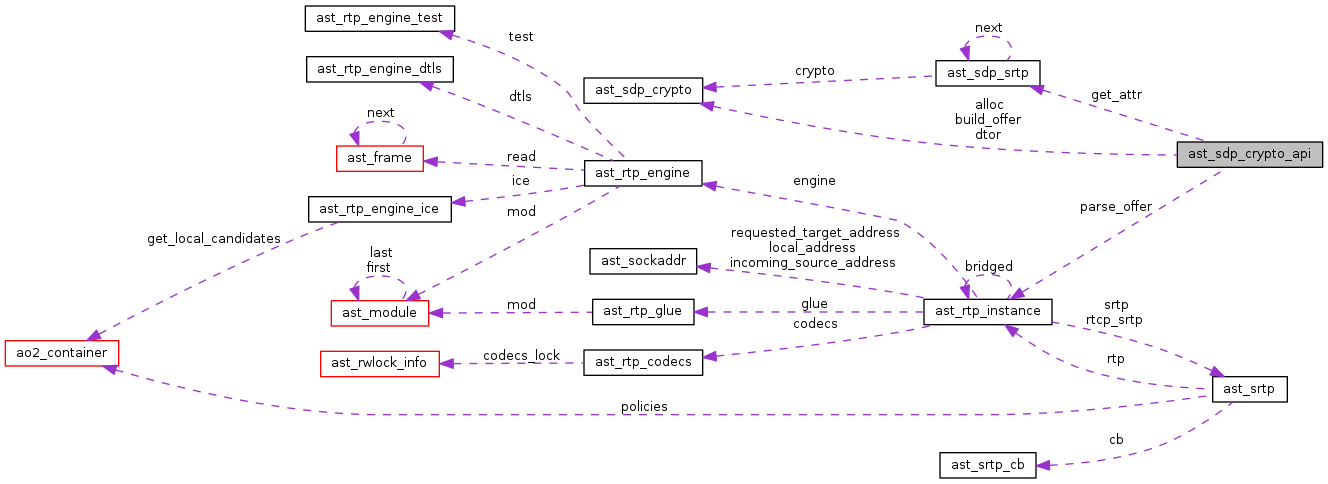 ast_rtp_engine_test
test
next
ast_rtp_engine_dtls
crypto
ast_sdp_srtp
dtls
ast_sdp_crypto
get_attr
next
alloc
build_offer
dtor
ast_frame
read
ast_sdp_crypto_api
ast_rtp_engine
ice
engine
mod
ast_rtp_engine_ice
parse_offer
get_local_candidates
requested_target_address
local_address
incoming_source_address
last
first
ast_sockaddr
bridged
ast_module
mod
ast_rtp_glue
glue
ast_rtp_instance
srtp
rtcp_srtp
codecs
ao2_container
ast_rwlock_info
codecs_lock
ast_rtp_codecs
rtp
ast_srtp
policies
cb
ast_srtp_cb